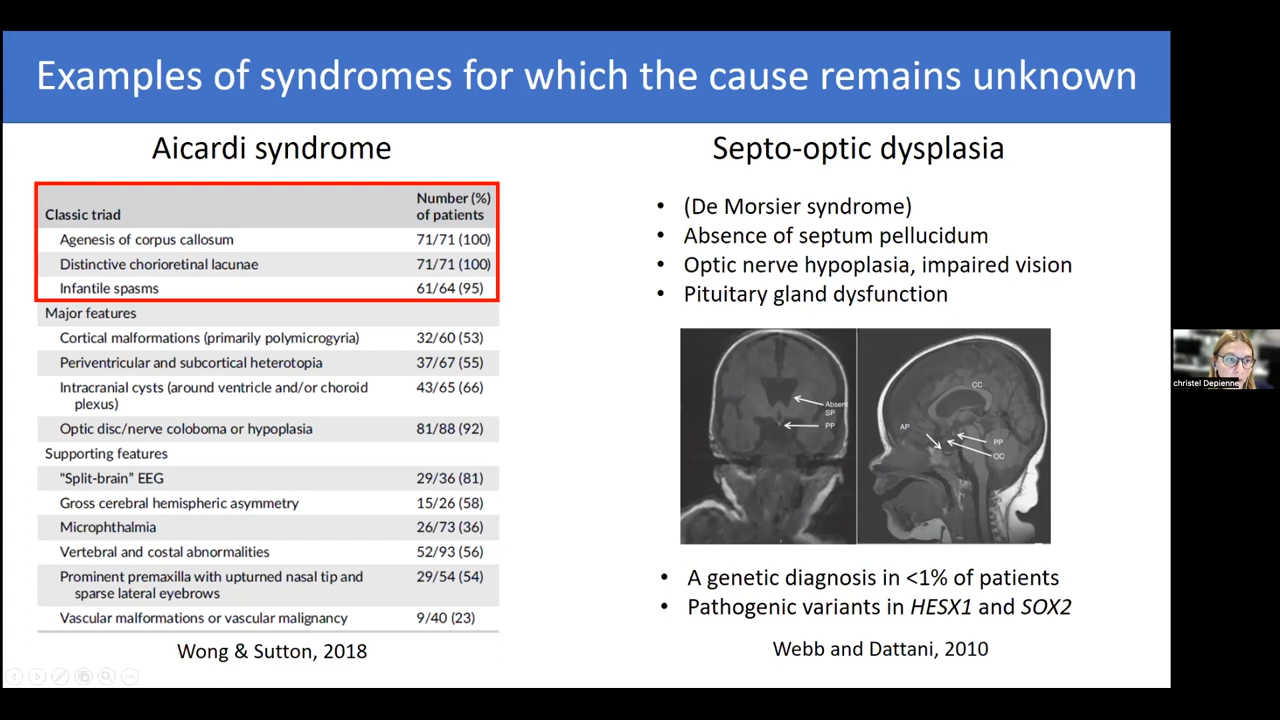 Examples of syndromes for which the cause remains unknown
Aicardi syndrome
Classic triad
Number (%)
of patients
Agenesis of corpus callosum 71/71 (100)
Distinctive chorioretinal lacunae 71/71 (100)
Infantile spasms 61/64 (95)
Major features
Cortical malformations (primarily polymicrogyria) 32/60 (53)
Periventricular and subcortical heterotopia 37/67 (55)
Intracranial cysts (around ventricle and/or choroid
plexus) 43/65 (66)
Optic disc/nerve coloboma or hypoplasia 81/88 (92)
Supporting features
"Split-brain" EEG 29/36 (81)
Gross cerebral hemispheric asymmetry 15/26 (58)
Microphthalmia 26/73 (36)
Vertebral and costal abnormalities 52/93 (56)
Prominent premaxilla with upturned nasal tip and
sparse lateral eyebrows 29/54 (54)
Vascular malformations or vascular malignancy 9/40 (23)
Wong & Sutton, 2018
Septo-optic dysplasia
• (De Morsier syndrome)
• Absence of septum pellucidum
• Optic nerve hypoplasia, impaired vision
• Pituitary gland dysfunction
Absent
SP
PP
CC
AP
PP
OC
• A genetic diagnosis in <1% of patients
• Pathogenic variants in HESX1 and SOX2
Webb and Dattani, 2010
christel Depienne